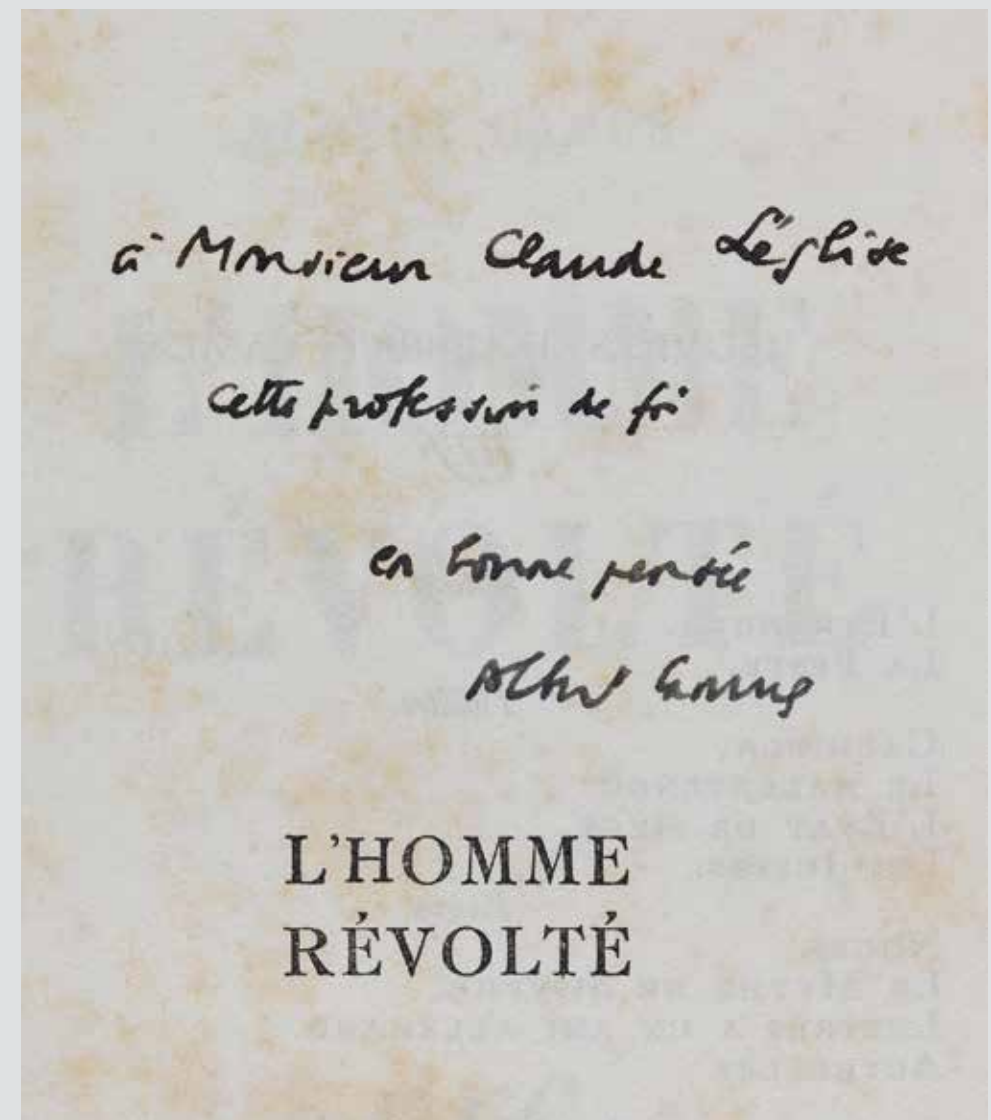 à Monsieur Claude Léglise
cette profession de foi
en bonne pensée
Albert Camus
L'HOMME
RÉVOLTÉ